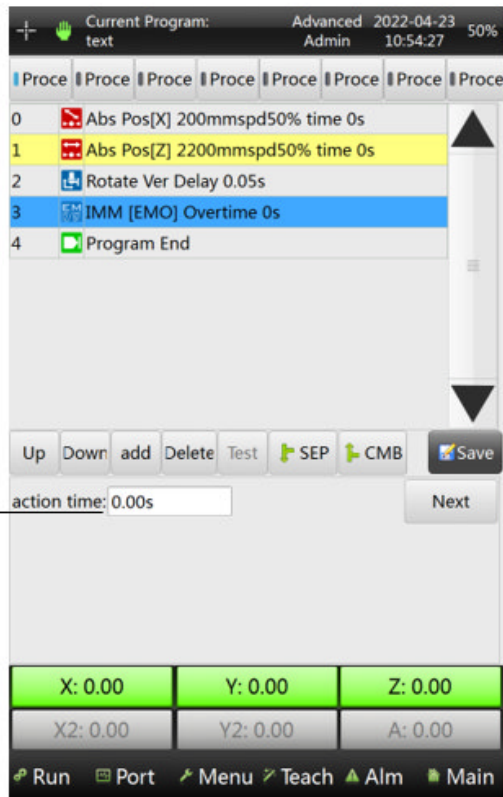 Current Program: Advanced 2022-04-23 50%
text Admin 10:54:27
Proce Proce Proce Proce Proce Proce Proce Proce
0 Abs Pos[X] 200mmspd50% time 0s
1 Abs Pos[Z] 2200mmspd50% time 0s
2 Rotate Ver Delay 0.05s
3 IMM [EMO] Overtime 0s
4 Program End
Up Down add Delete Test SEP CMB Save
action time: 0.00s Next
X: 0.00 Y: 0.00 Z: 0.00
X2: 0.00 Y2: 0.00 A: 0.00
Run Port Menu Teach Alm Main